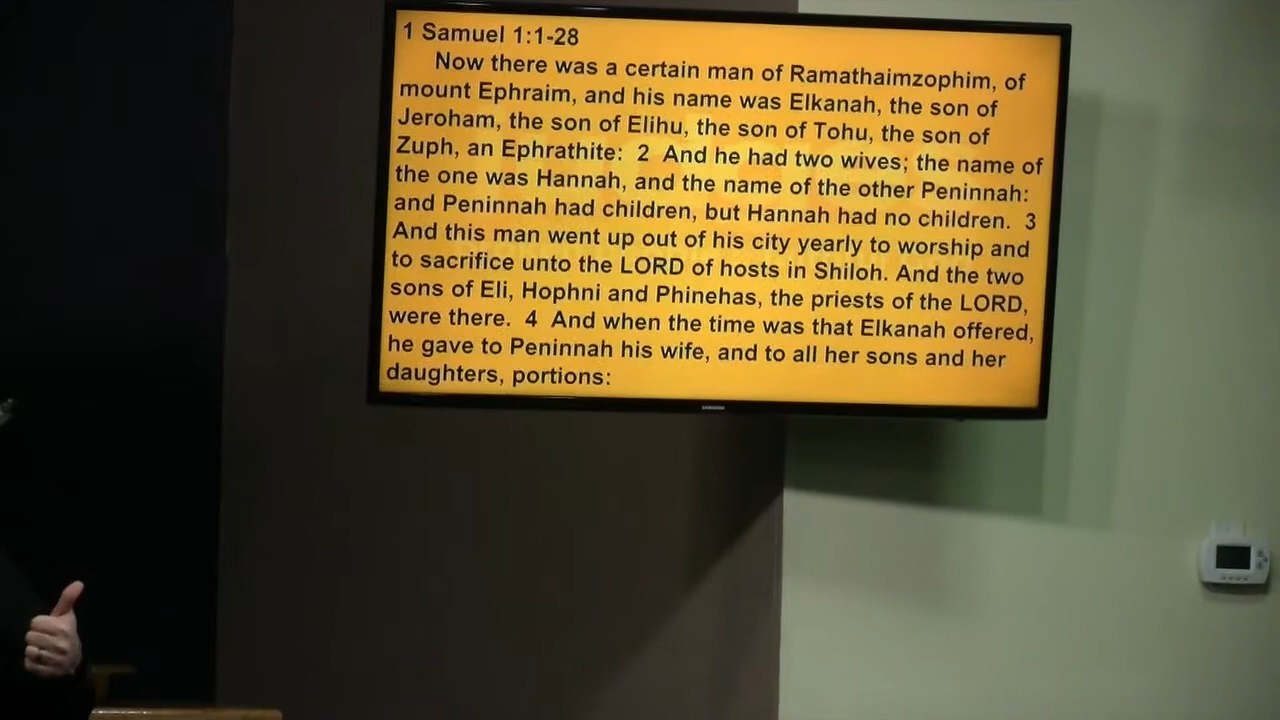 1 Samuel 1:1-28
Now there was a certain man of Ramathaimzophim, of
mount Ephraim, and his name was Elkanah, the son of
Jeroham, the son of Elihu, the son of Tohu, the son of
Zuph, an Ephrathite: 2 And he had two wives; the name of
the one was Hannah, and the name of the other Peninnah:
and Peninnah had children, but Hannah had no children. 3
And this man went up out of his city yearly to worship and
to sacrifice unto the LORD of hosts in Shiloh. And the two
sons of Eli, Hophni and Phinehas, the priests of the LORD,
were there. 4 And when the time was that Elkanah offered,
he gave to Peninnah his wife, and to all her sons and her
daughters, portions:
SAMSUNG